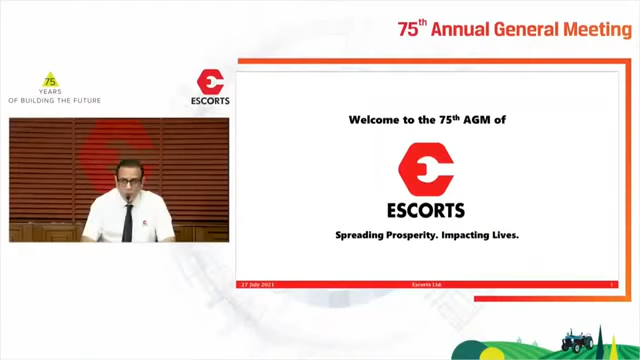 75th Annual General Meeting
75
YEARS
OF BUILDING THE FUTURE
ESCORTS
Welcome to the 75th AGM of
ESCORTS
Spreading Prosperity. Impacting Lives.
27 July 2021
Escorts Ltd.
1